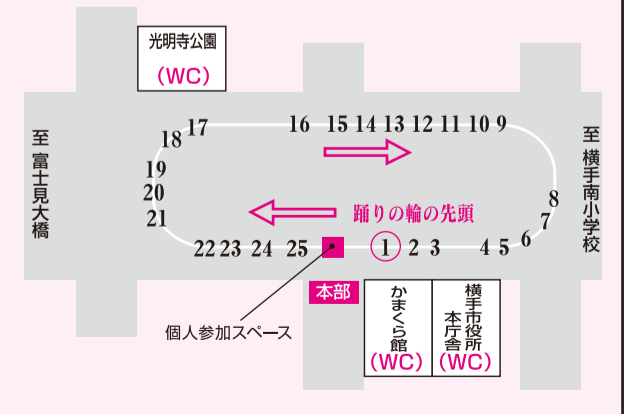 光明寺公園
(WC)
至 富士見大橋
至 横手南小学校
17
16
15
14
13
12
11
10
9
18
19
20
21
8
7
6
踊りの輪の先頭
22
23
24
25
1
2
3
4
5
本部
個人参加スペース
かまくら館
(WC)
横手市役所
本庁舎
(WC)